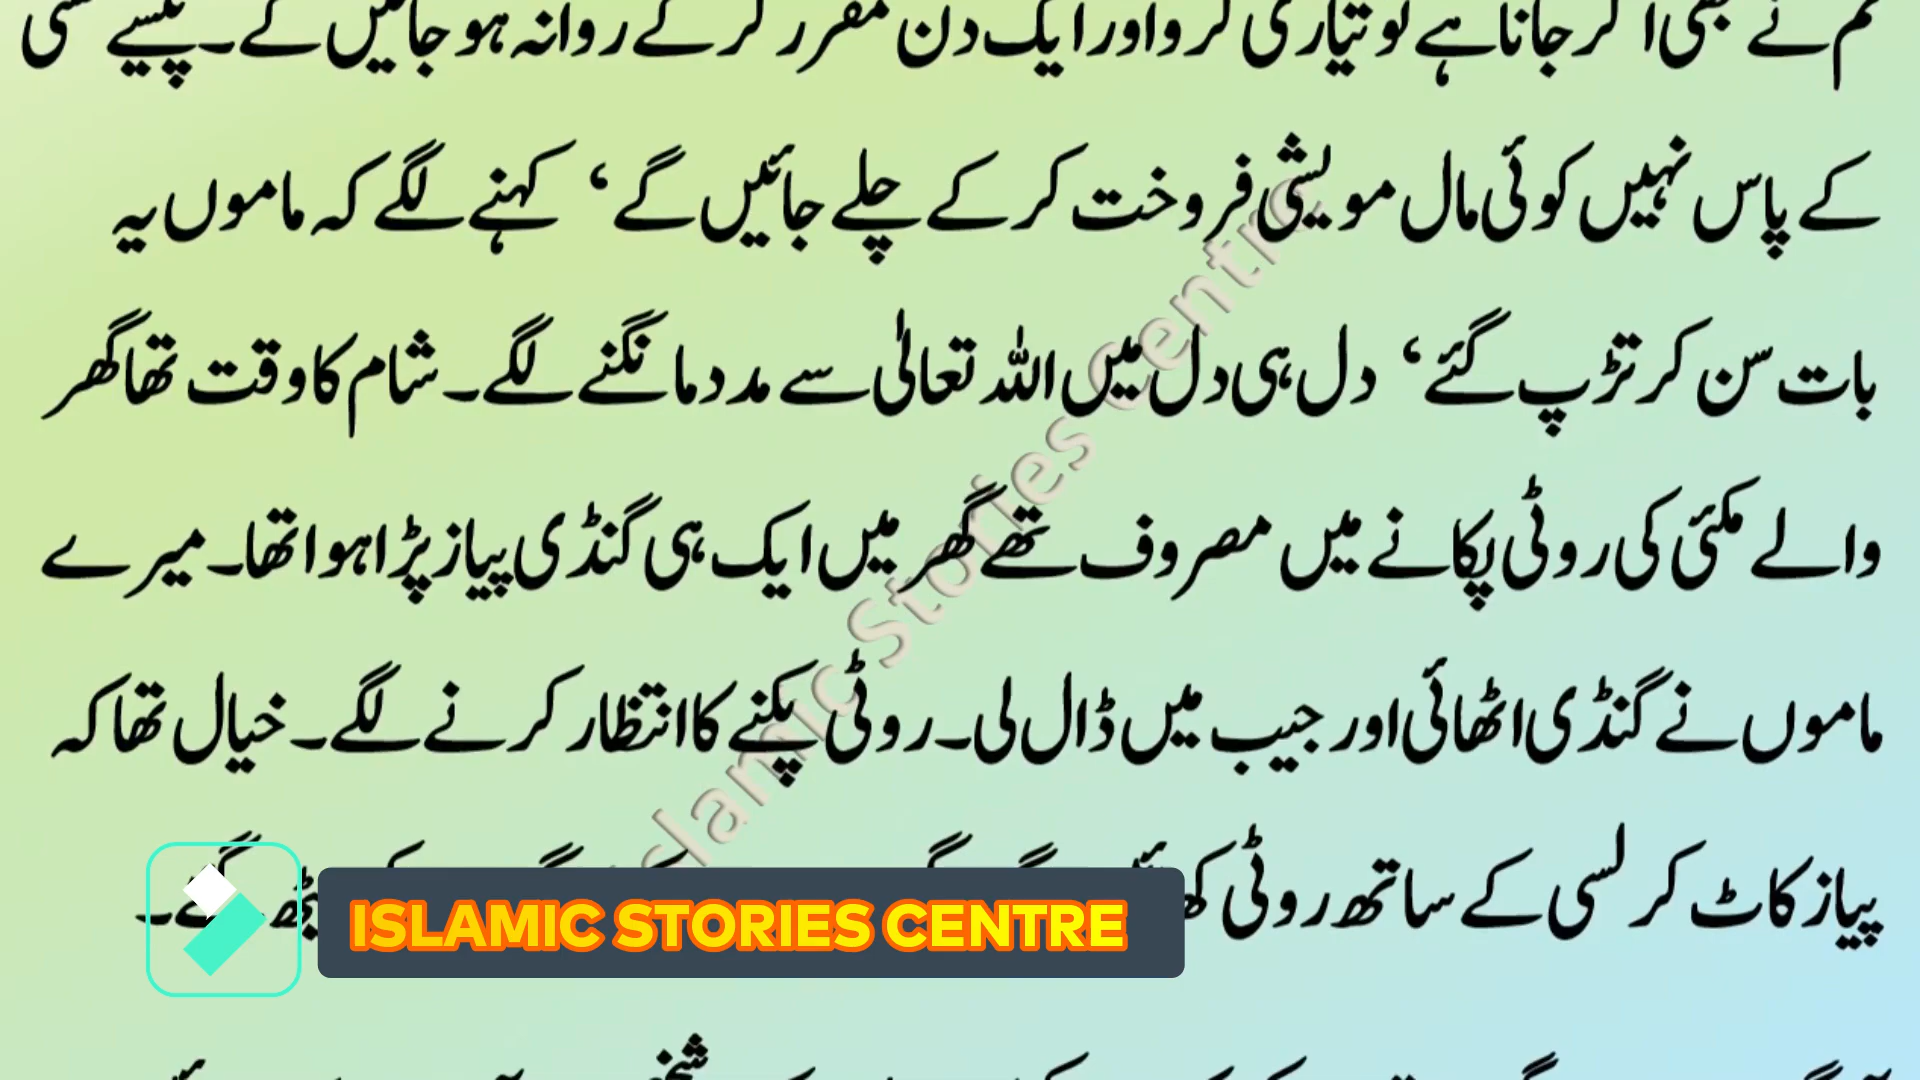 تم نے بھی اگر جانا ہے تو تیاری کرو اور ایک دن مقرر کر کے روانہ ہو جائیں گے۔ پیسے کسی
کے پاس نہیں کوئی مال مویشی فروخت کر کے چلے جائیں گے‘ کہنے لگے کہ ماموں یہ
بات سن کر تڑپ گئے‘ دل ہی دل میں اللہ تعالٰی سے مدد مانگنے لگے۔ شام کا وقت تھا گھر
والے مکئی کی روٹی پکانے میں مصروف تھے گھر میں ایک ہی گنڈی پیاز پڑا ہوا تھا۔ میرے
ماموں نے گنڈی اٹھائی اور جیب میں ڈال لی۔ روٹی پکنے کا انتظار کرنے لگے۔ خیال تھا کہ
پیاز کاٹ کر لسی کے ساتھ روٹی
Islamic Stories centre
ISLAMIC STORIES CENTRE